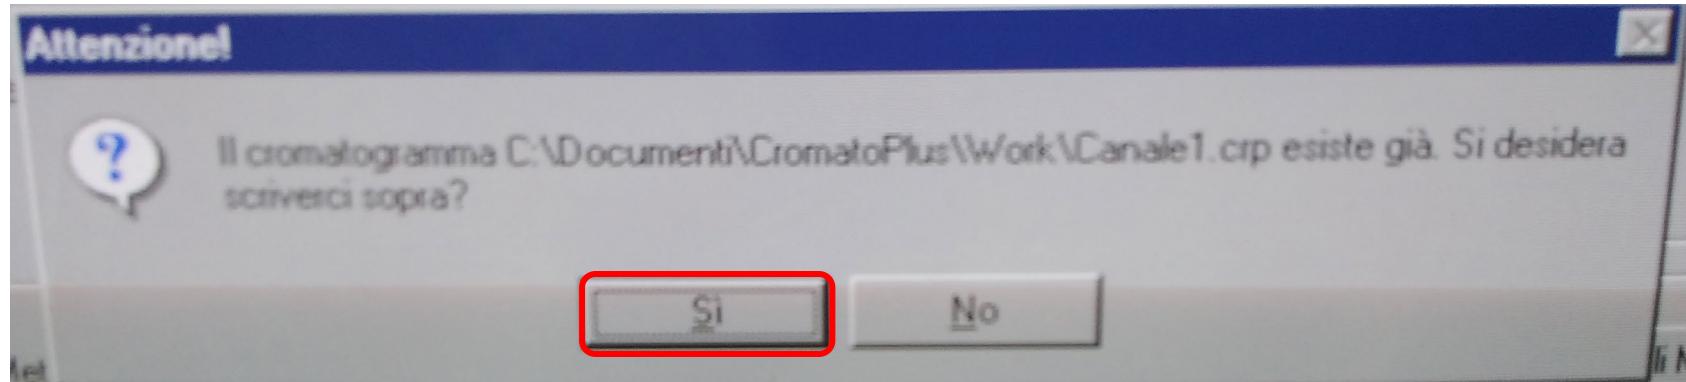 Attenzione!
?
Il cromatogramma C:\Documenti\CromatoPlus\Work\Canale1.crp esiste già. Si desidera
scriverci sopra?
Sì
No